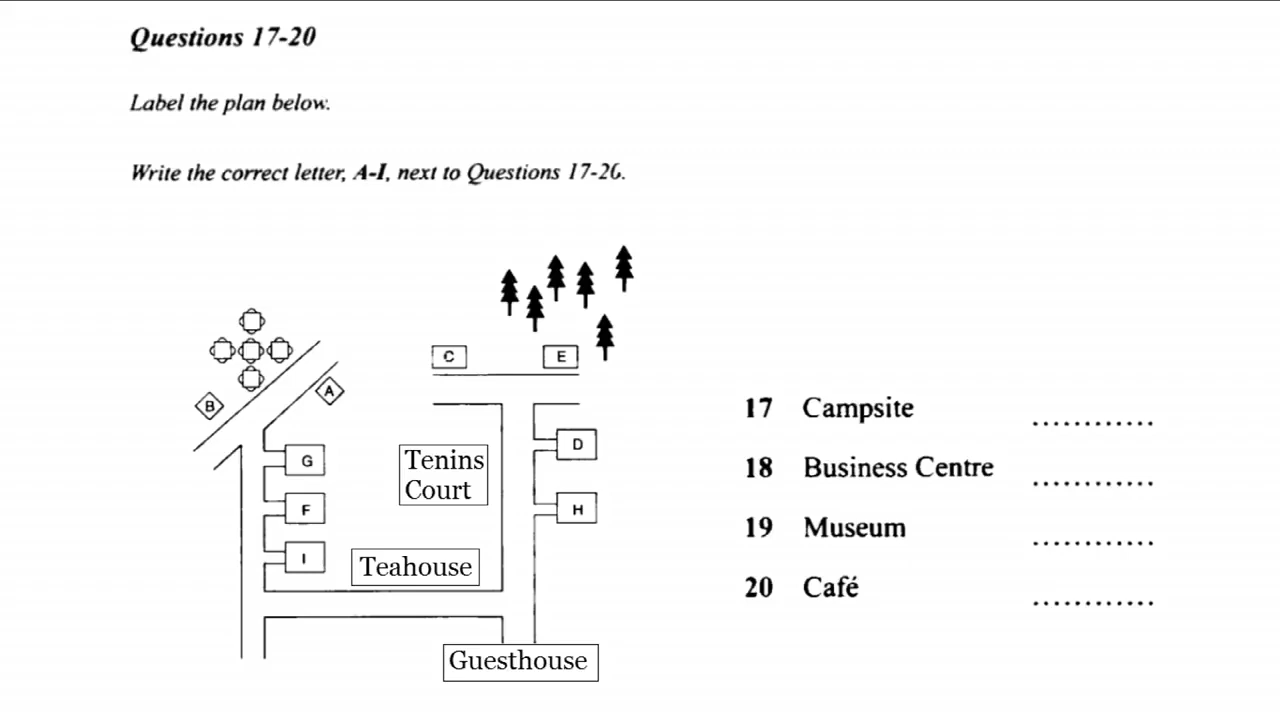 Questions 17-20
Label the plan below.
Write the correct letter, A-I, next to Questions 17-20.
C
E
A
B
G
Tenins
Court
D
F
H
I
Teahouse
Guesthouse
17 Campsite ............
18 Business Centre ............
19 Museum ............
20 Café ............